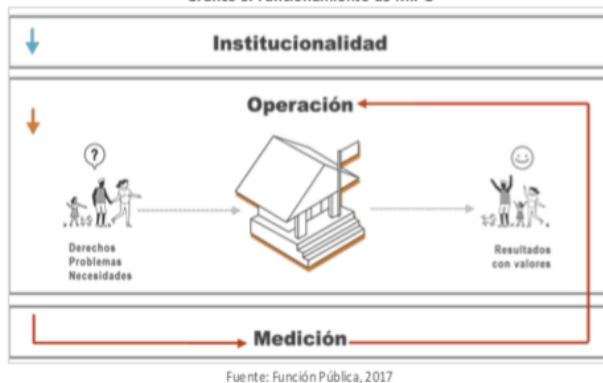 Institucionalidad
Operación
?
Derechos
Problemas
Necesidades
Resultados
con valores
Medición
Fuente: Función Pública, 2017